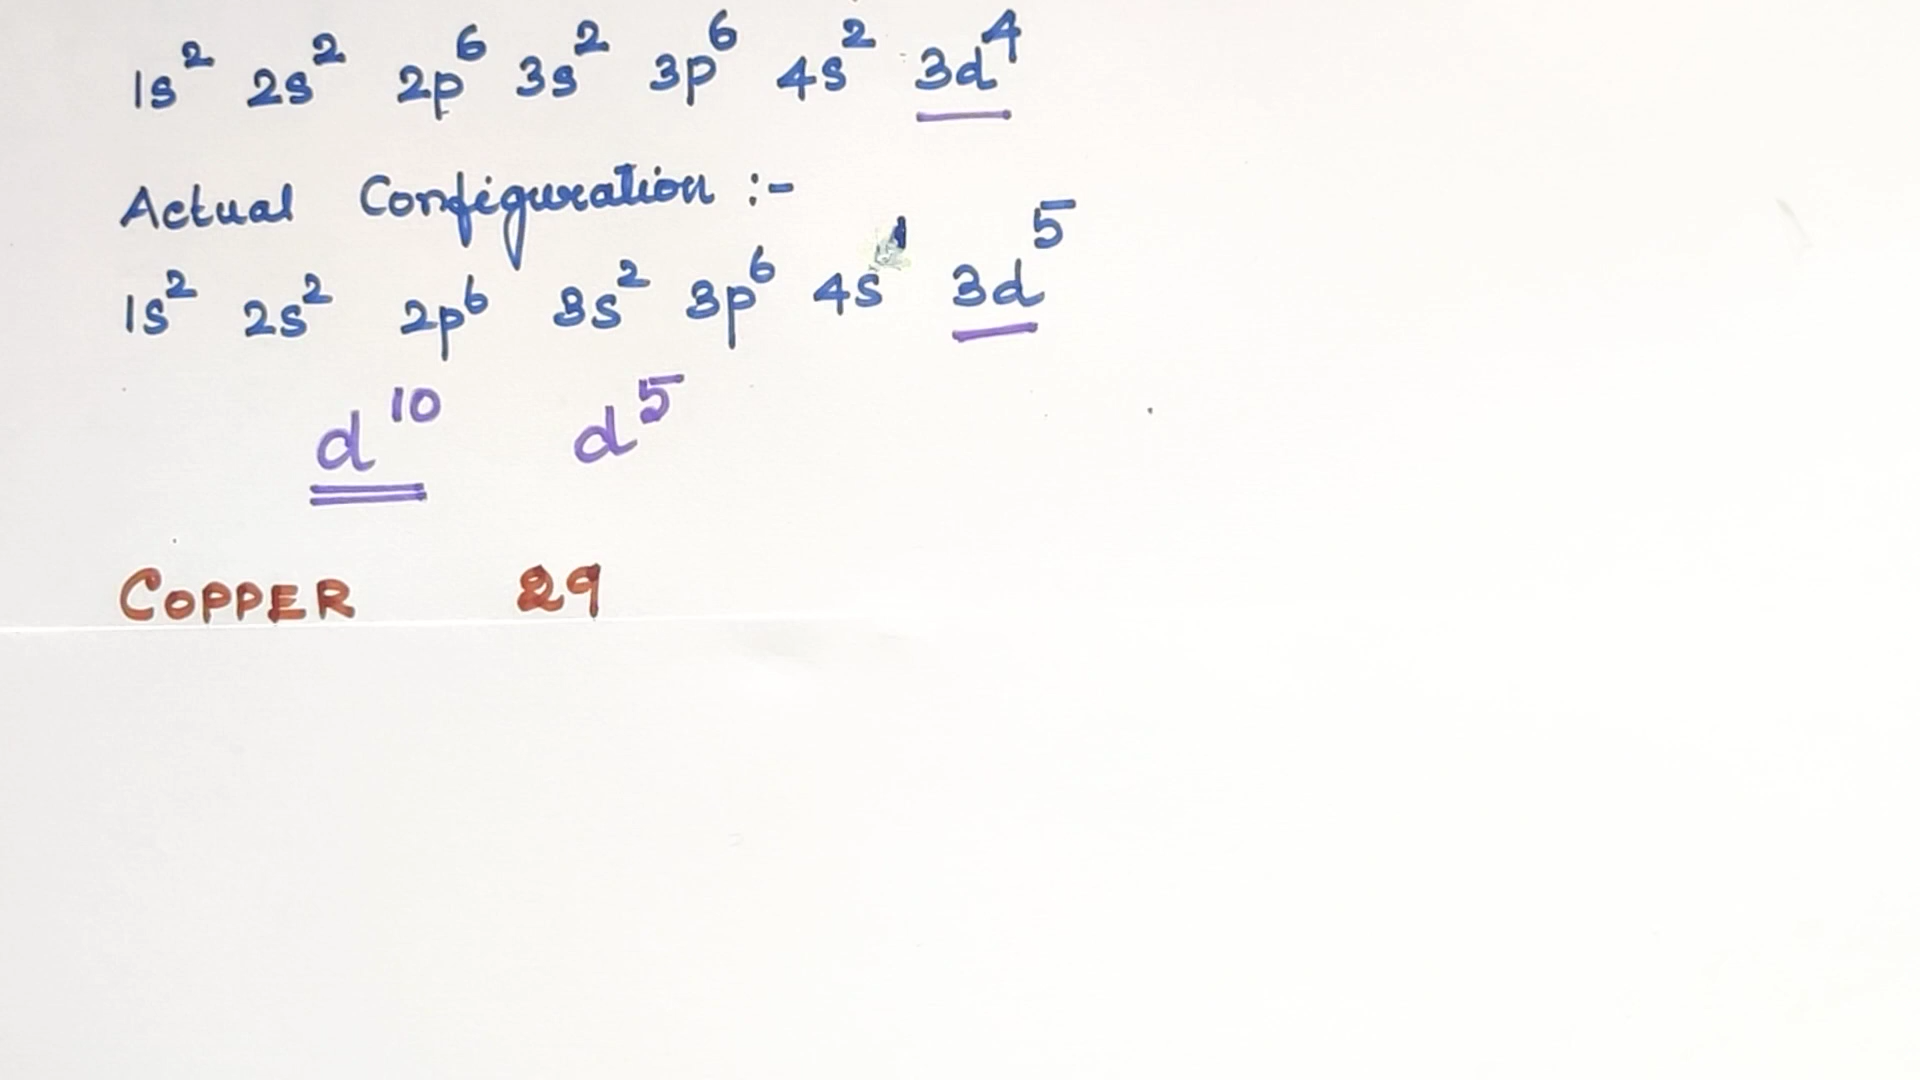 1s² 2s² 2p⁶ 3s² 3p⁶ 4s² 3d⁴
Actual Configuration :-
1s² 2s² 2p⁶ 3s² 3p⁶ 4s¹ 3d⁵
d¹⁰ d⁵
COPPER 29